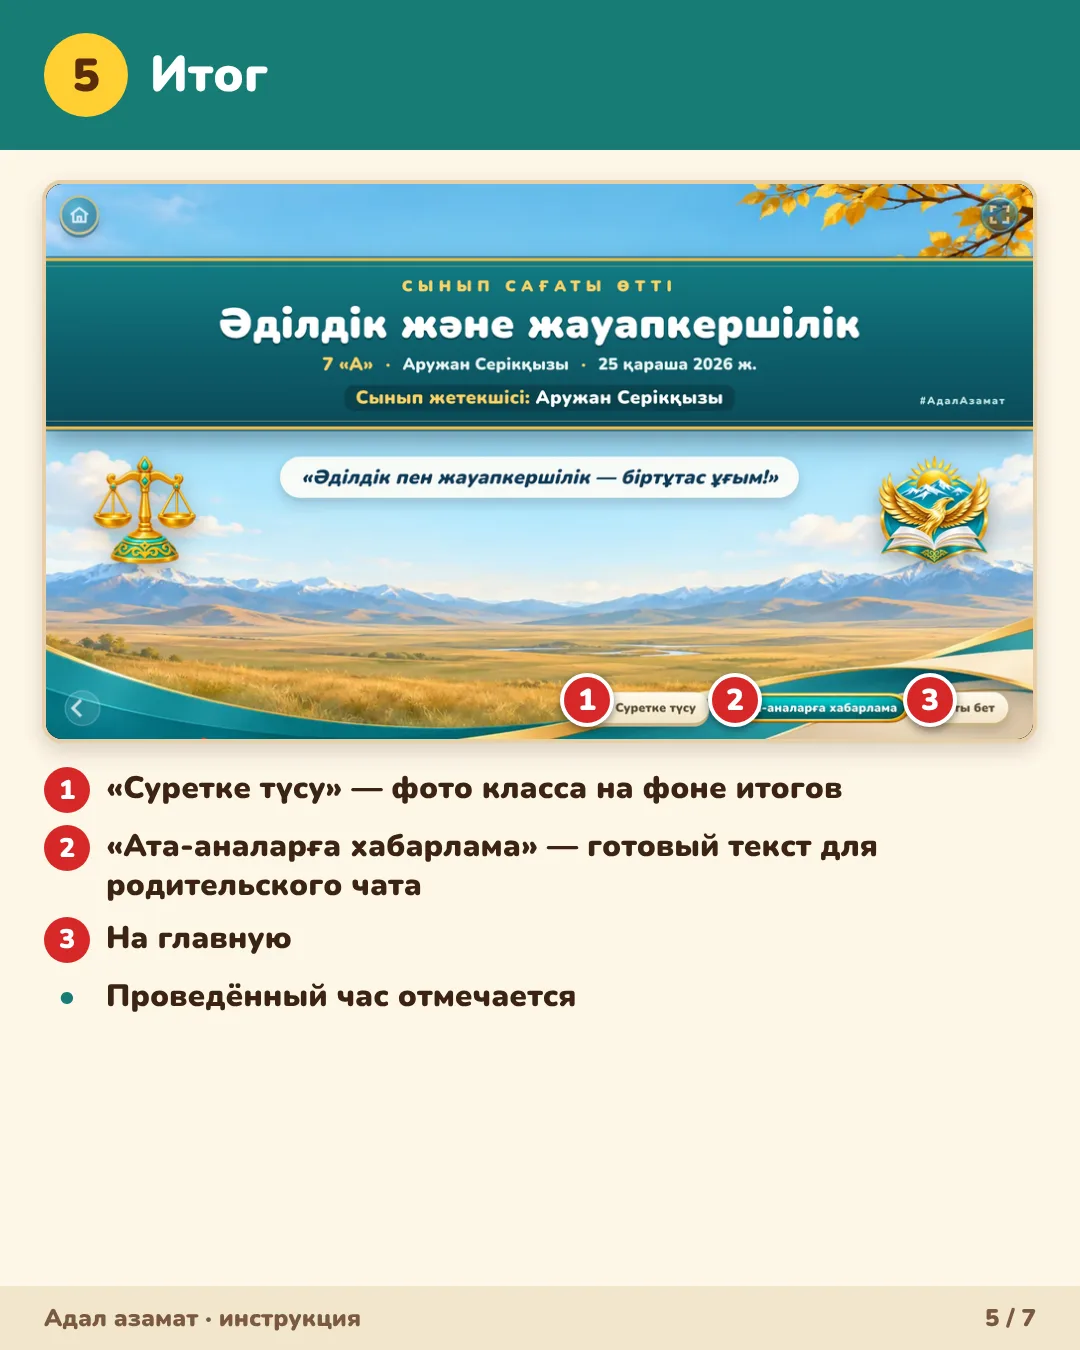 5 Итог
СЫНЫП САҒАТЫ ӨТТІ
Әділдік және жауапкершілік
7 «А» · Аружан Серікқызы · 25 қараша 2026 ж.
Сынып жетекшісі: Аружан Серікқызы
#АдалАзамат
«Әділдік пен жауапкершілік — біртұтас ұғым!»
1 Суретке түсу 2 -аналарға хабарлама 3 ты бет
1 «Суретке түсу» — фото класса на фоне итогов
2 «Ата-аналарға хабарлама» — готовый текст для
родительского чата
3 На главную
• Проведённый час отмечается
Адал азамат · инструкция 5 / 7